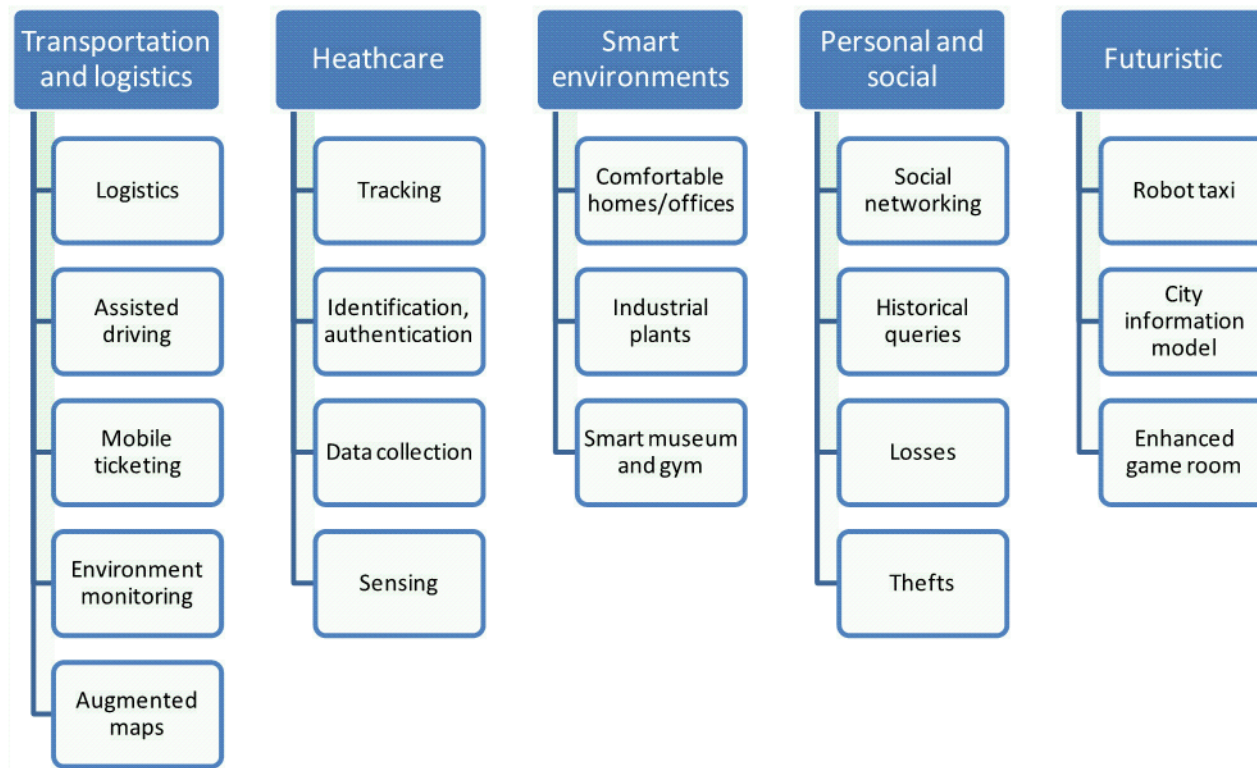 Transportation
and logistics
Logistics
Assisted
driving
Mobile
ticketing
Environment
monitoring
Augmented
maps
Heathcare
Tracking
Identification,
authentication
Data collection
Sensing
Smart
environments
Comfortable
homes/offices
Industrial
plants
Smart museum
and gym
Personal and
social
Social
networking
Historical
queries
Losses
Thefts
Futuristic
Robot taxi
City
information
model
Enhanced
game room